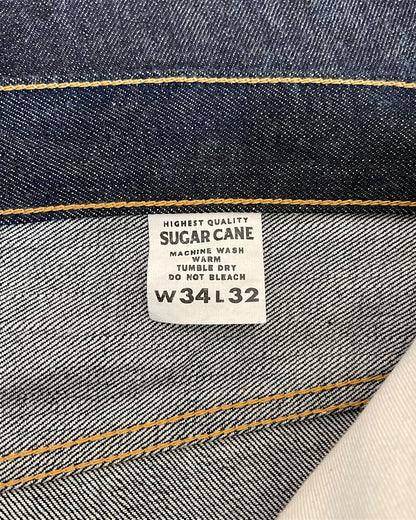 HIGHEST QUALITY
SUGAR CANE
MACHINE WASH
WARM
TUMBLE DRY
DO NOT BLEACH
W34L32